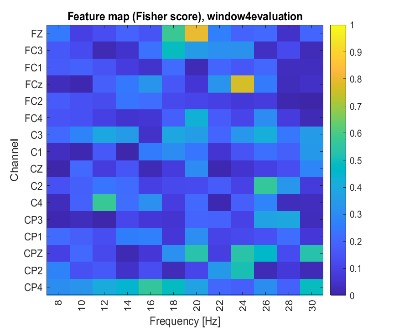 Feature map (Fisher score), window4evaluation
FZ
FC3
FC1
FCz
FC2
FC4
C3
C1
CZ
C2
C4
CP3
CP1
CPZ
CP2
CP4
Channel
8 10 12 14 16 18 20 22 24 26 28 30
Frequency [Hz]
1
0.9
0.8
0.7
0.6
0.5
0.4
0.3
0.2
0.1
0